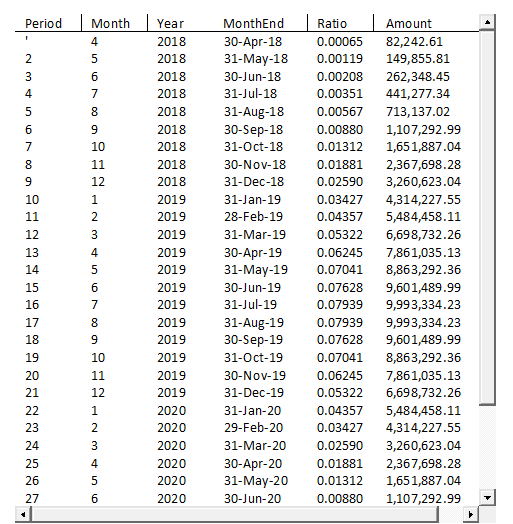 Period Month Year MonthEnd Ratio Amount
' 4 2018 30-Apr-18 0.00065 82,242.61
2 5 2018 31-May-18 0.00119 149,855.81
3 6 2018 30-Jun-18 0.00208 262,348.45
4 7 2018 31-Jul-18 0.00351 441,277.34
5 8 2018 31-Aug-18 0.00567 713,137.02
6 9 2018 30-Sep-18 0.00880 1,107,292.99
7 10 2018 31-Oct-18 0.01312 1,651,887.04
8 11 2018 30-Nov-18 0.01881 2,367,698.28
9 12 2018 31-Dec-18 0.02590 3,260,623.04
10 1 2019 31-Jan-19 0.03427 4,314,227.55
11 2 2019 28-Feb-19 0.04357 5,484,458.11
12 3 2019 31-Mar-19 0.05322 6,698,732.26
13 4 2019 30-Apr-19 0.06245 7,861,035.13
14 5 2019 31-May-19 0.07041 8,863,292.36
15 6 2019 30-Jun-19 0.07628 9,601,489.99
16 7 2019 31-Jul-19 0.07939 9,993,334.23
17 8 2019 31-Aug-19 0.07939 9,993,334.23
18 9 2019 30-Sep-19 0.07628 9,601,489.99
19 10 2019 31-Oct-19 0.07041 8,863,292.36
20 11 2019 30-Nov-19 0.06245 7,861,035.13
21 12 2019 31-Dec-19 0.05322 6,698,732.26
22 1 2020 31-Jan-20 0.04357 5,484,458.11
23 2 2020 29-Feb-20 0.03427 4,314,227.55
24 3 2020 31-Mar-20 0.02590 3,260,623.04
25 4 2020 30-Apr-20 0.01881 2,367,698.28
26 5 2020 31-May-20 0.01312 1,651,887.04
27 6 2020 30-Jun-20 0.00880 1,107,292.99